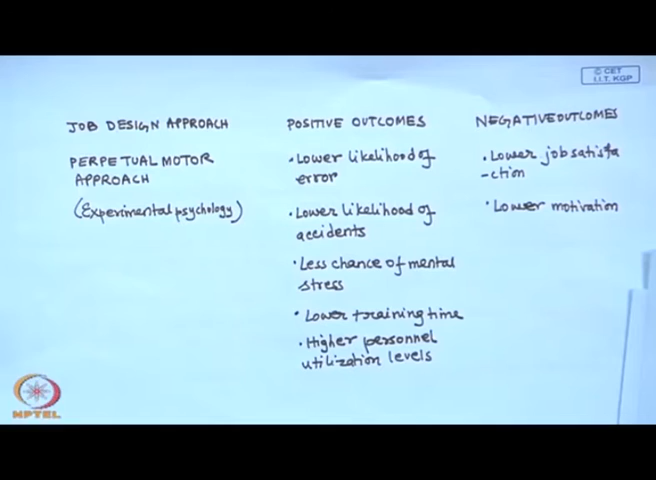 © CET
I.I.T. KGP
JOB DESIGN APPROACH
POSITIVE OUTCOMES
NEGATIVE OUTCOMES
PERPETUAL MOTOR
APPROACH
(Experimental psychology)
• Lower likelihood of
error
• Lower likelihood of
accidents
• Less chance of mental
stress
• Lower training time
• Higher personnel
utilization levels
• Lower job satisfa
-ction
• Lower motivation
NPTEL